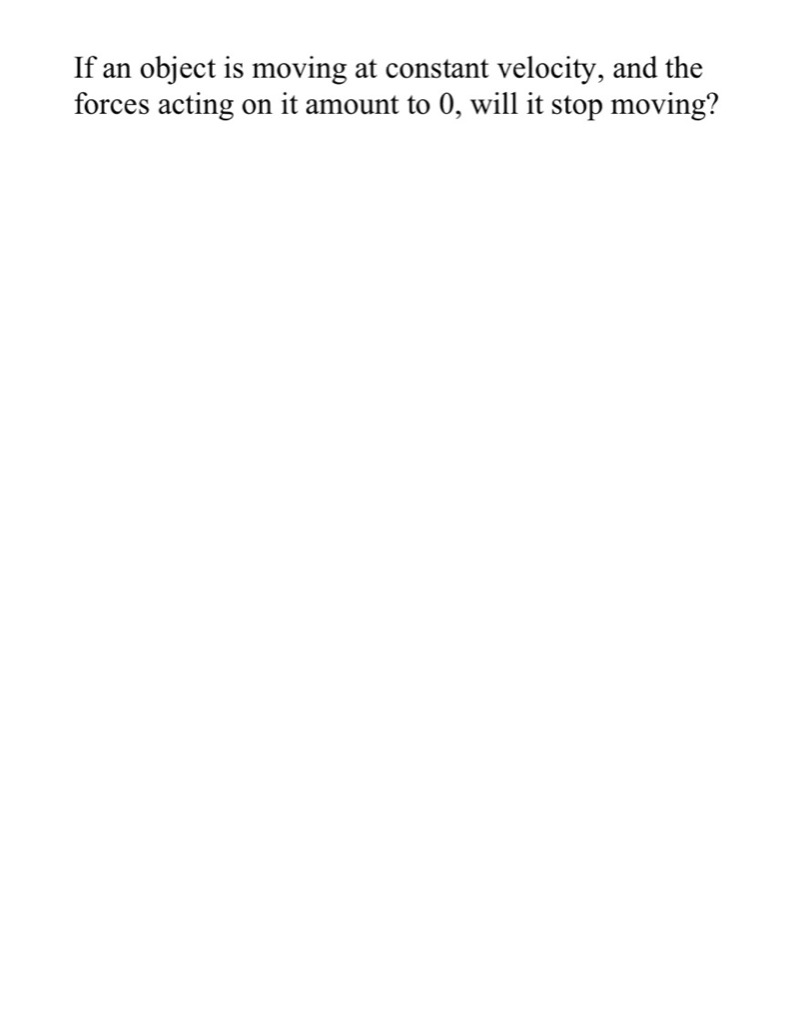 If an object is moving at constant velocity, and the
forces acting on it amount to 0, will it stop moving?